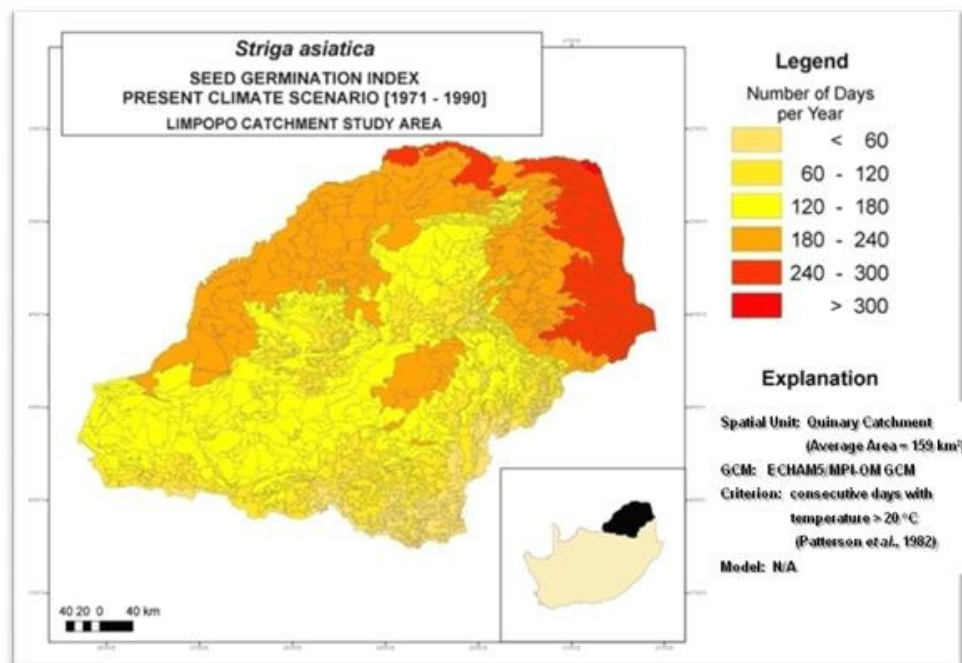 Striga asiatica
SEED GERMINATION INDEX
PRESENT CLIMATE SCENARIO [1971 - 1990]
LIMPOPO CATCHMENT STUDY AREA
Legend
Number of Days
per Year
< 60
60 - 120
120 - 180
180 - 240
240 - 300
> 300
Explanation
Spatial Unit: Quinary Catchment
(Average Area = 159 km²
GCM: ECHAM5/MPI-OM GCM
Criterion: consecutive days with
temperature > 20 °C
(Patterson et al., 1982)
Model: N/A
40 20 0 40 km